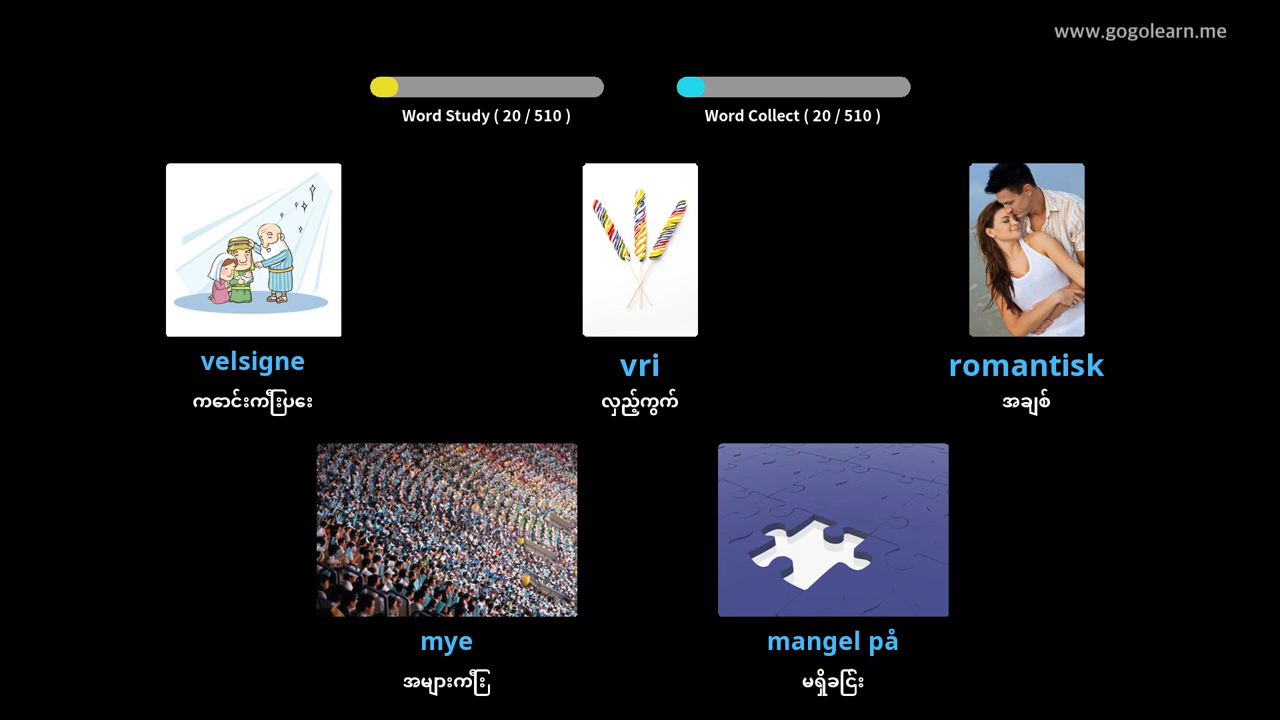 www.gogolearn.me
Word Study ( 20 / 510 )
Word Collect ( 20 / 510 )
velsigne
ကောင်းကြီးပေး
vri
လှည့်ကွက်
romantisk
အချစ်
mye
အများကြီး
mangel på
မရှိခြင်း